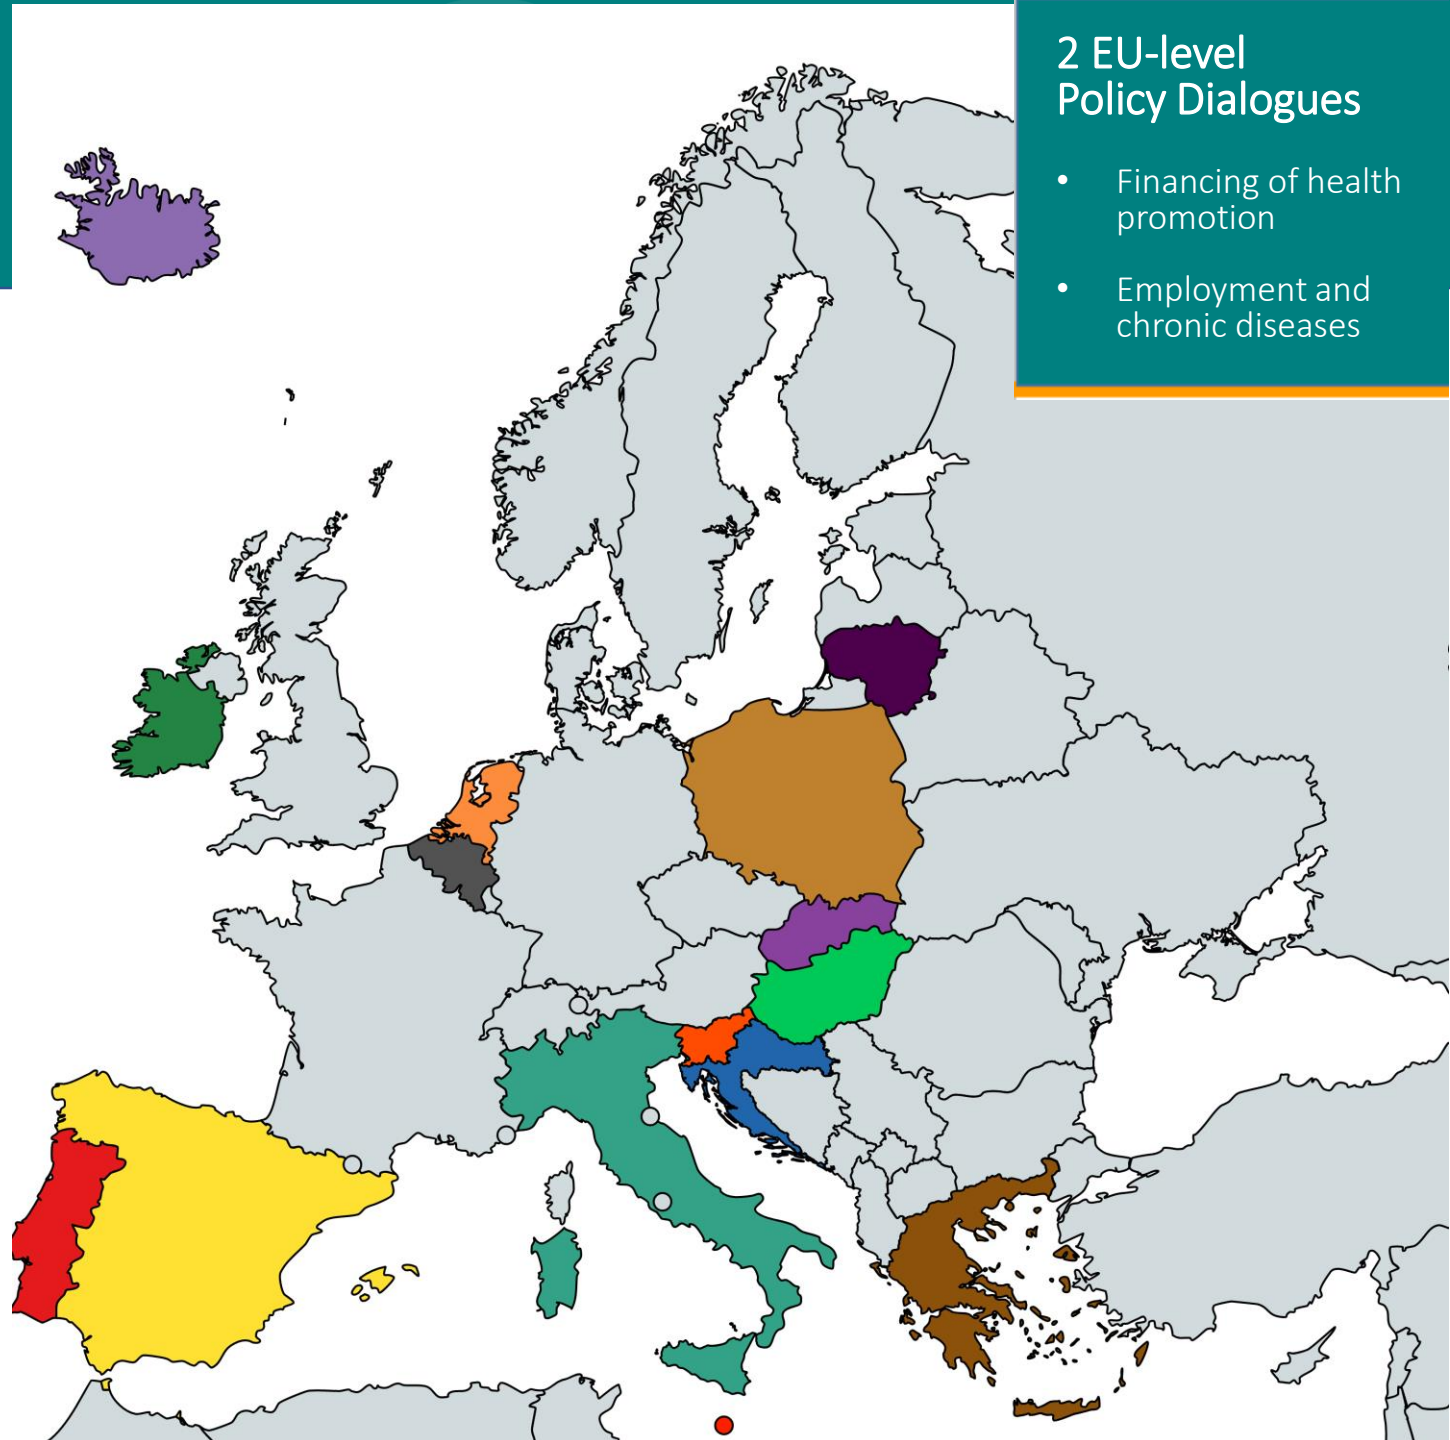 2 EU-level
Policy Dialogues
• Financing of health
promotion
• Employment and
chronic diseases